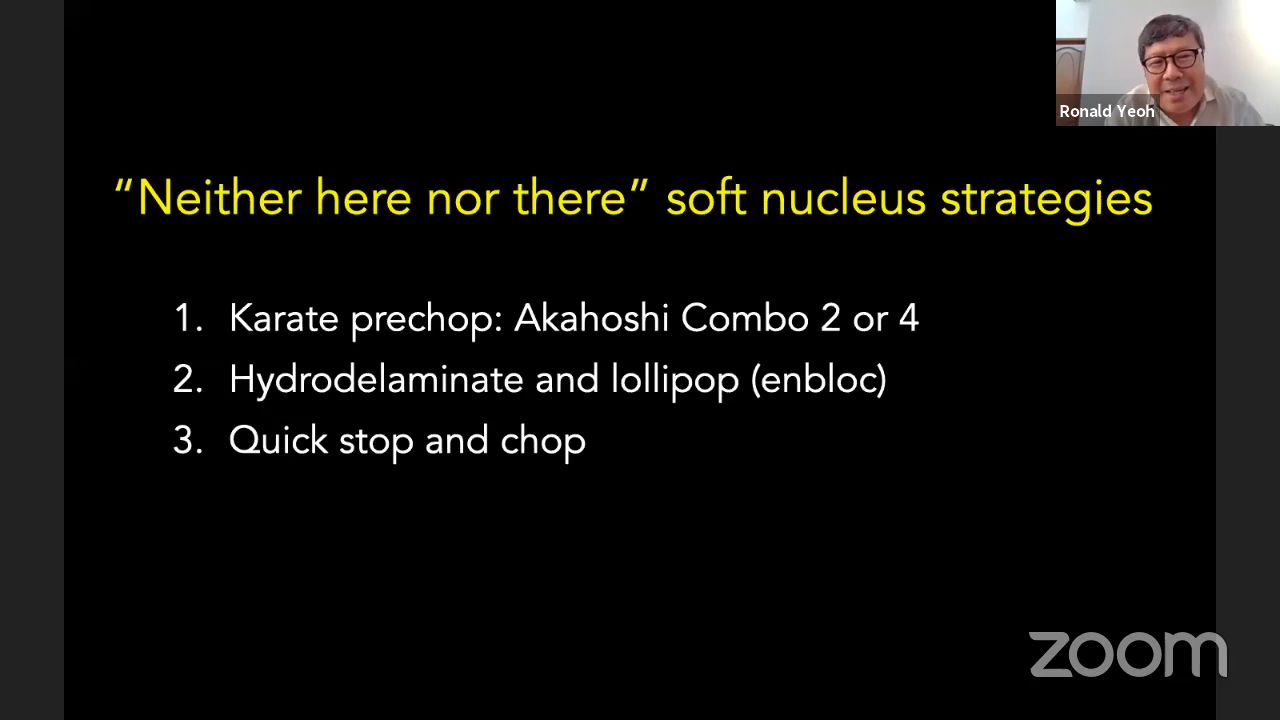 Ronald Yeoh
“Neither here nor there” soft nucleus strategies
1. Karate prechop: Akahoshi Combo 2 or 4
2. Hydrodelaminate and lollipop (enbloc)
3. Quick stop and chop
zoom